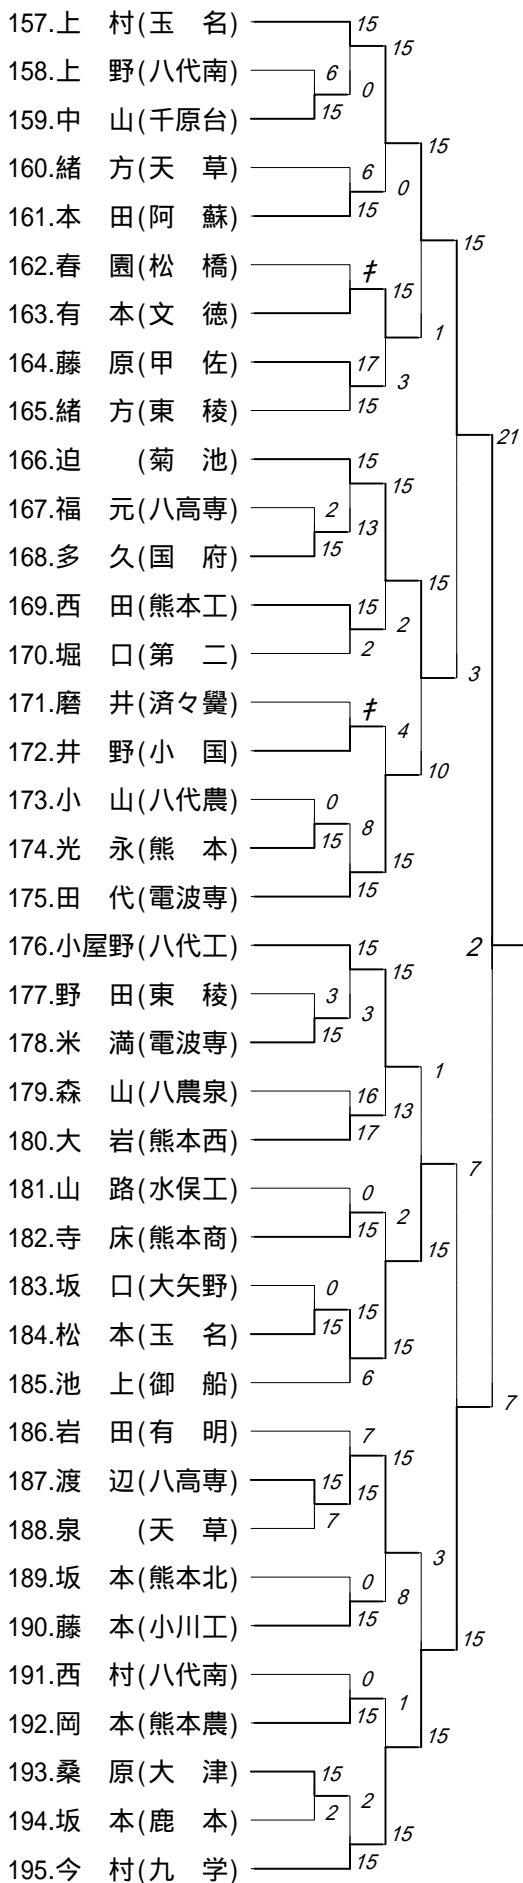 157.上　村(玉　名) 15
15
158.上　野(八代南) 6
0
159.中　山(千原台) 15
15
160.緒　方(天　草) 6
0
161.本　田(阿　蘇) 15
15
162.春　園(松　橋) キ
15
163.有　本(文　徳)
1
164.藤　原(甲　佐) 17
3
165.緒　方(東　稜) 15
21
166.迫　　(菊　池) 15
15
167.福　元(八高専) 2
13
168.多　久(国　府) 15
15
169.西　田(熊本工) 15
2
170.堀　口(第　二) 2
3
171.磨　井(済々黌) キ
4
172.井　野(小　国)
10
173.小　山(八代農) 0
8
174.光　永(熊　本) 15
15
175.田　代(電波専) 15
176.小屋野(八代工) 15
2
15
177.野　田(東　稜) 3
3
178.米　満(電波専) 15
1
179.森　山(八農泉) 16
13
180.大　岩(熊本西) 17
7
181.山　路(水俣工) 0
2
182.寺　床(熊本商) 15
15
183.坂　口(大矢野) 0
15
184.松　本(玉　名) 15
15
185.池　上(御　船) 6
7
186.岩　田(有　明) 7
15
187.渡　辺(八高専) 15
15
188.泉　　(天　草) 7
3
189.坂　本(熊本北) 0
8
190.藤　本(小川工) 15
15
191.西　村(八代南) 0
1
192.岡　本(熊本農) 15
15
193.桑　原(大　津) 15
2
194.坂　本(鹿　本) 2
15
195.今　村(九　学) 15